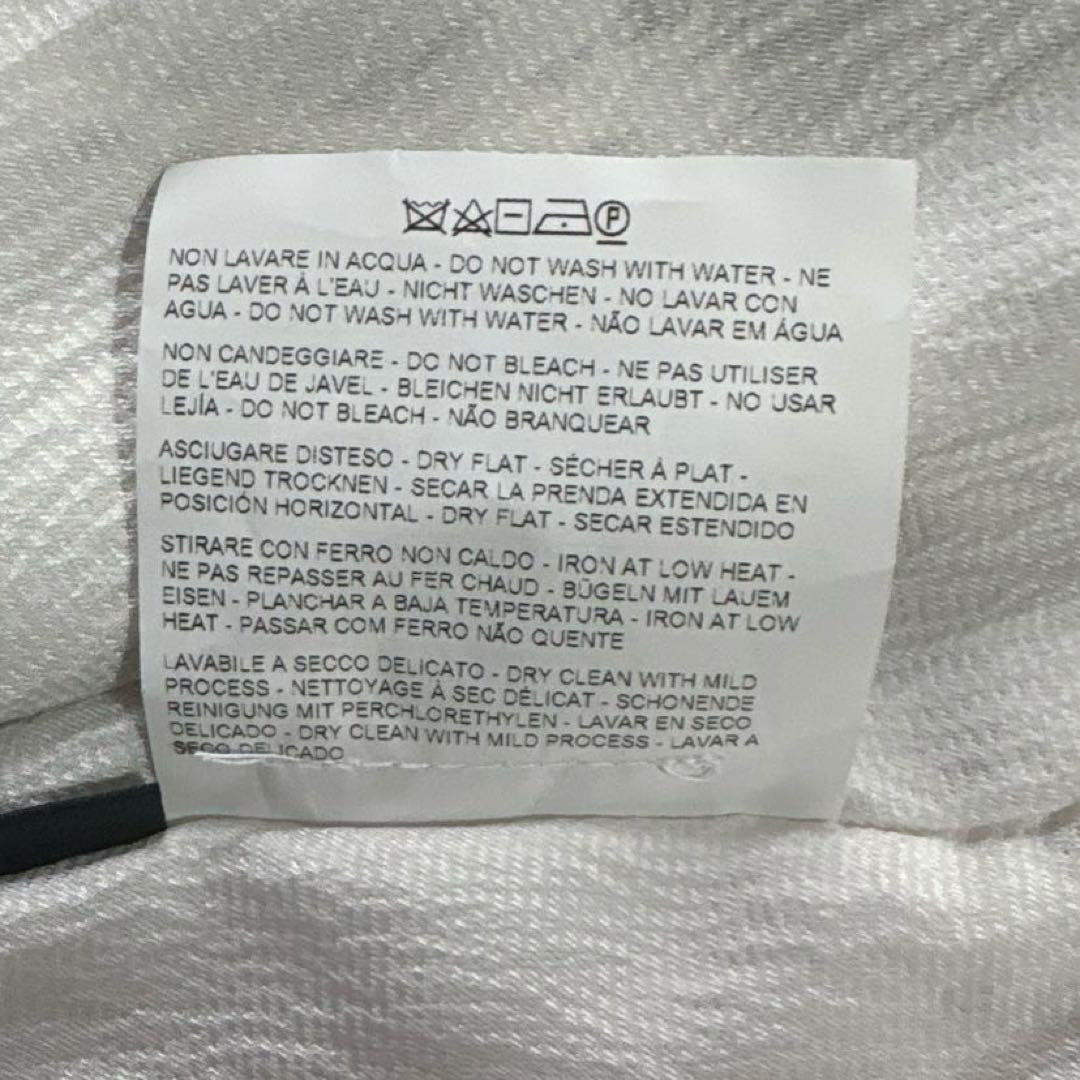 P
NON LAVARE IN ACQUA - DO NOT WASH WITH WATER - NE
PAS LAVER À L'EAU - NICHT WASCHEN - NO LAVAR CON
AGUA - DO NOT WASH WITH WATER - NÃO LAVAR EM ÁGUA
NON CANDEGGIARE - DO NOT BLEACH - NE PAS UTILISER
DE L'EAU DE JAVEL - BLEICHEN NICHT ERLAUBT - NO USAR
LEJÍA - DO NOT BLEACH - NÃO BRANQUEAR
ASCIUGARE DISTESO - DRY FLAT - SÉCHER À PLAT -
LIEGEND TROCKNEN - SECAR LA PRENDA EXTENDIDA EN
POSICIÓN HORIZONTAL - DRY FLAT - SECAR ESTENDIDO
STIRARE CON FERRO NON CALDO - IRON AT LOW HEAT -
NE PAS REPASSER AU FER CHAUD - BÜGELN MIT LAUEM
EISEN - PLANCHAR A BAJA TEMPERATURA - IRON AT LOW
HEAT - PASSAR COM FERRO NÃO QUENTE
LAVABILE A SECCO DELICATO - DRY CLEAN WITH MILD
PROCESS - NETTOYAGE À SEC DÉLICAT - SCHONENDE
REINIGUNG MIT PERCHLORETHYLEN - LAVAR EN SECO
DELICADO - DRY CLEAN WITH MILD PROCESS - LAVAR A
SECO DELICADO